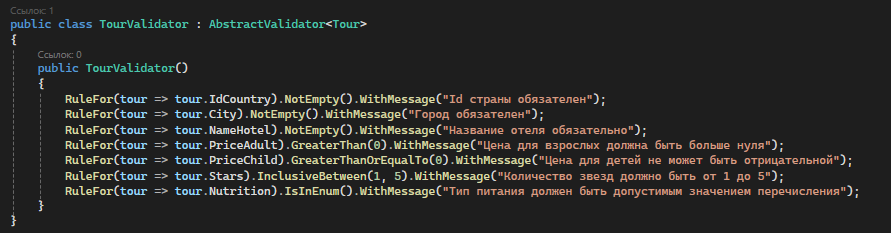 Ссылок: 1
public class TourValidator : AbstractValidator<Tour>
{
Ссылок: 0
public TourValidator()
{
RuleFor(tour => tour.IdCountry).NotEmpty().WithMessage("Id страны обязателен");
RuleFor(tour => tour.City).NotEmpty().WithMessage("Город обязателен");
RuleFor(tour => tour.NameHotel).NotEmpty().WithMessage("Название отеля обязательно");
RuleFor(tour => tour.PriceAdult).GreaterThan(0).WithMessage("Цена для взрослых должна быть больше нуля");
RuleFor(tour => tour.PriceChild).GreaterThanOrEqualTo(0).WithMessage("Цена для детей не может быть отрицательной");
RuleFor(tour => tour.Stars).InclusiveBetween(1, 5).WithMessage("Количество звезд должно быть от 1 до 5");
RuleFor(tour => tour.Nutrition).IsInEnum().WithMessage("Тип питания должен быть допустимым значением перечисления");
}
}